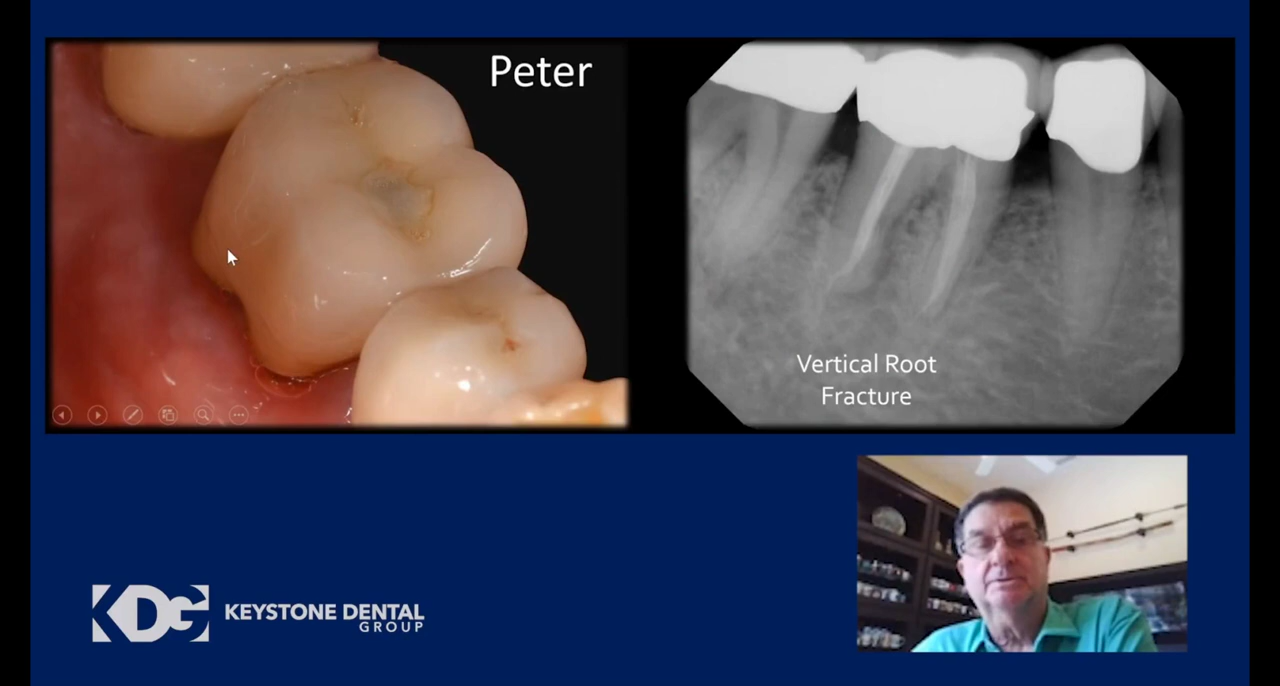 Peter
Vertical Root
Fracture
KDG
KEYSTONE DENTAL
GROUP